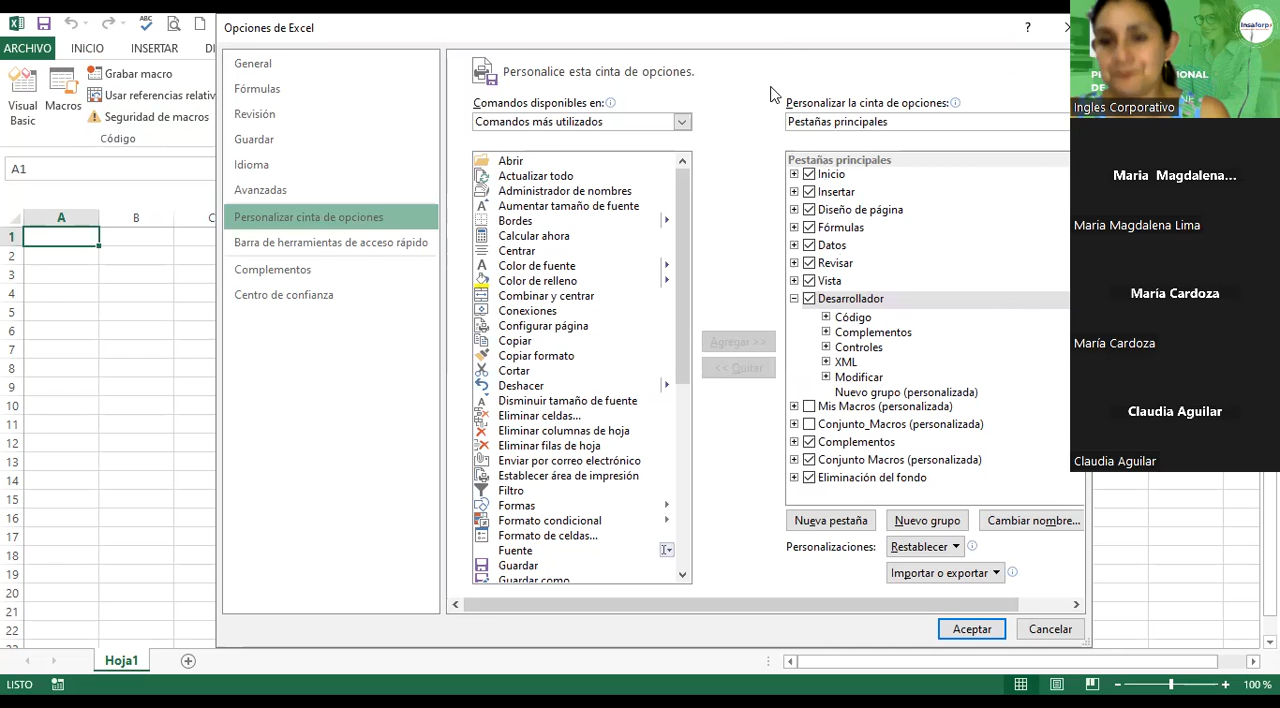 ABC
Opciones de Excel
?
Insaforp
ARCHIVO
INICIO
INSERTAR
Visual Basic
Macros
Grabar macro
Usar referencias relativ
Seguridad de macros
Código
A1
General
Fórmulas
Revisión
Guardar
Idioma
Avanzadas
Personalizar cinta de opciones
Barra de herramientas de acceso rápido
Complementos
Centro de confianza
Personalice esta cinta de opciones.
Comandos disponibles en:
Comandos más utilizados
Abrir
Actualizar todo
Administrador de nombres
Aumentar tamaño de fuente
Bordes
Calcular ahora
Centrar
Color de fuente
Color de relleno
Combinar y centrar
Conexiones
Configurar página
Copiar
Copiar formato
Cortar
Deshacer
Disminuir tamaño de fuente
Eliminar celdas...
Eliminar columnas de hoja
Eliminar filas de hoja
Enviar por correo electrónico
Establecer área de impresión
Filtro
Formas
Formato condicional
Formato de celdas...
Fuente
Guardar
Guardar como
Agregar >>
<< Quitar
Personalizar la cinta de opciones:
Pestañas principales
Pestañas principales
Inicio
Insertar
Diseño de página
Fórmulas
Datos
Revisar
Vista
Desarrollador
Código
Complementos
Controles
XML
Modificar
Nuevo grupo (personalizada)
Mis Macros (personalizada)
Conjunto_Macros (personalizada)
Complementos
Conjunto Macros (personalizada)
Eliminación del fondo
Nueva pestaña
Nuevo grupo
Cambiar nombre...
Personalizaciones:
Restablecer
Importar o exportar
Aceptar
Cancelar
Ingles Corporativo
Maria Magdalena...
Maria Magdalena Lima
María Cardoza
María Cardoza
Claudia Aguilar
Claudia Aguilar
A
B
C
1
2
3
4
5
6
7
8
9
10
11
12
13
14
15
16
17
18
19
20
21
22
Hoja1
LISTO
100 %